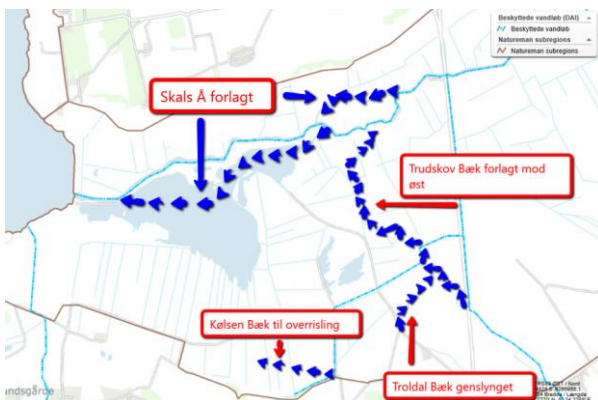 Beskyttede vandløb (DAI)
Beskyttede vandløb
Natureman subregions
Natureman subregions
Skals Å forlagt
Trudskov Bæk forlagt mod
øst
Kølsen Bæk til overrisling
Troldal Bæk genslynget
andsgårde